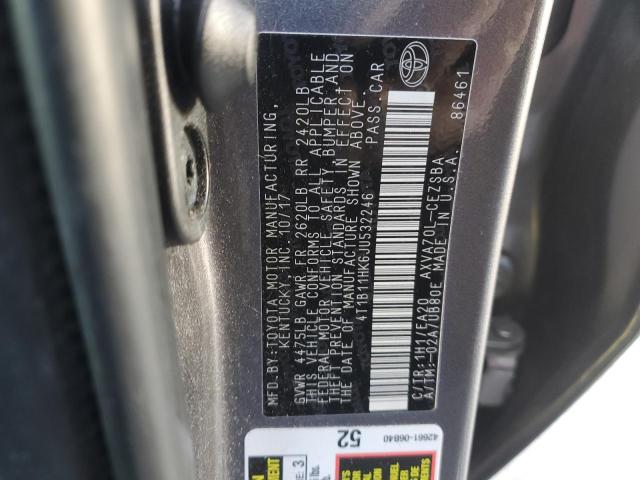 MFD.BY:TOYOTA MOTOR MANUFACTURING,
KENTUCKY, INC. 10/17
GVWR 4475LB GAWR FR 2620LB RR 2420LB
THIS VEHICLE CONFORMS TO ALL APPLICABLE
FEDERAL MOTOR VEHICLE SAFETY, BUMPER AND
THEFT PREVENTION STANDARDS IN EFFECT ON
THE DATE OF MANUFACTURE SHOWN ABOVE.
4T1B11HK6JU532246 PASS.CAR
C/TR:1H1/EA20 AXVA70L-CEZSBA
A/TM:-02A/UB80E MADE IN U.S.A.
86461
52
42661-06B40